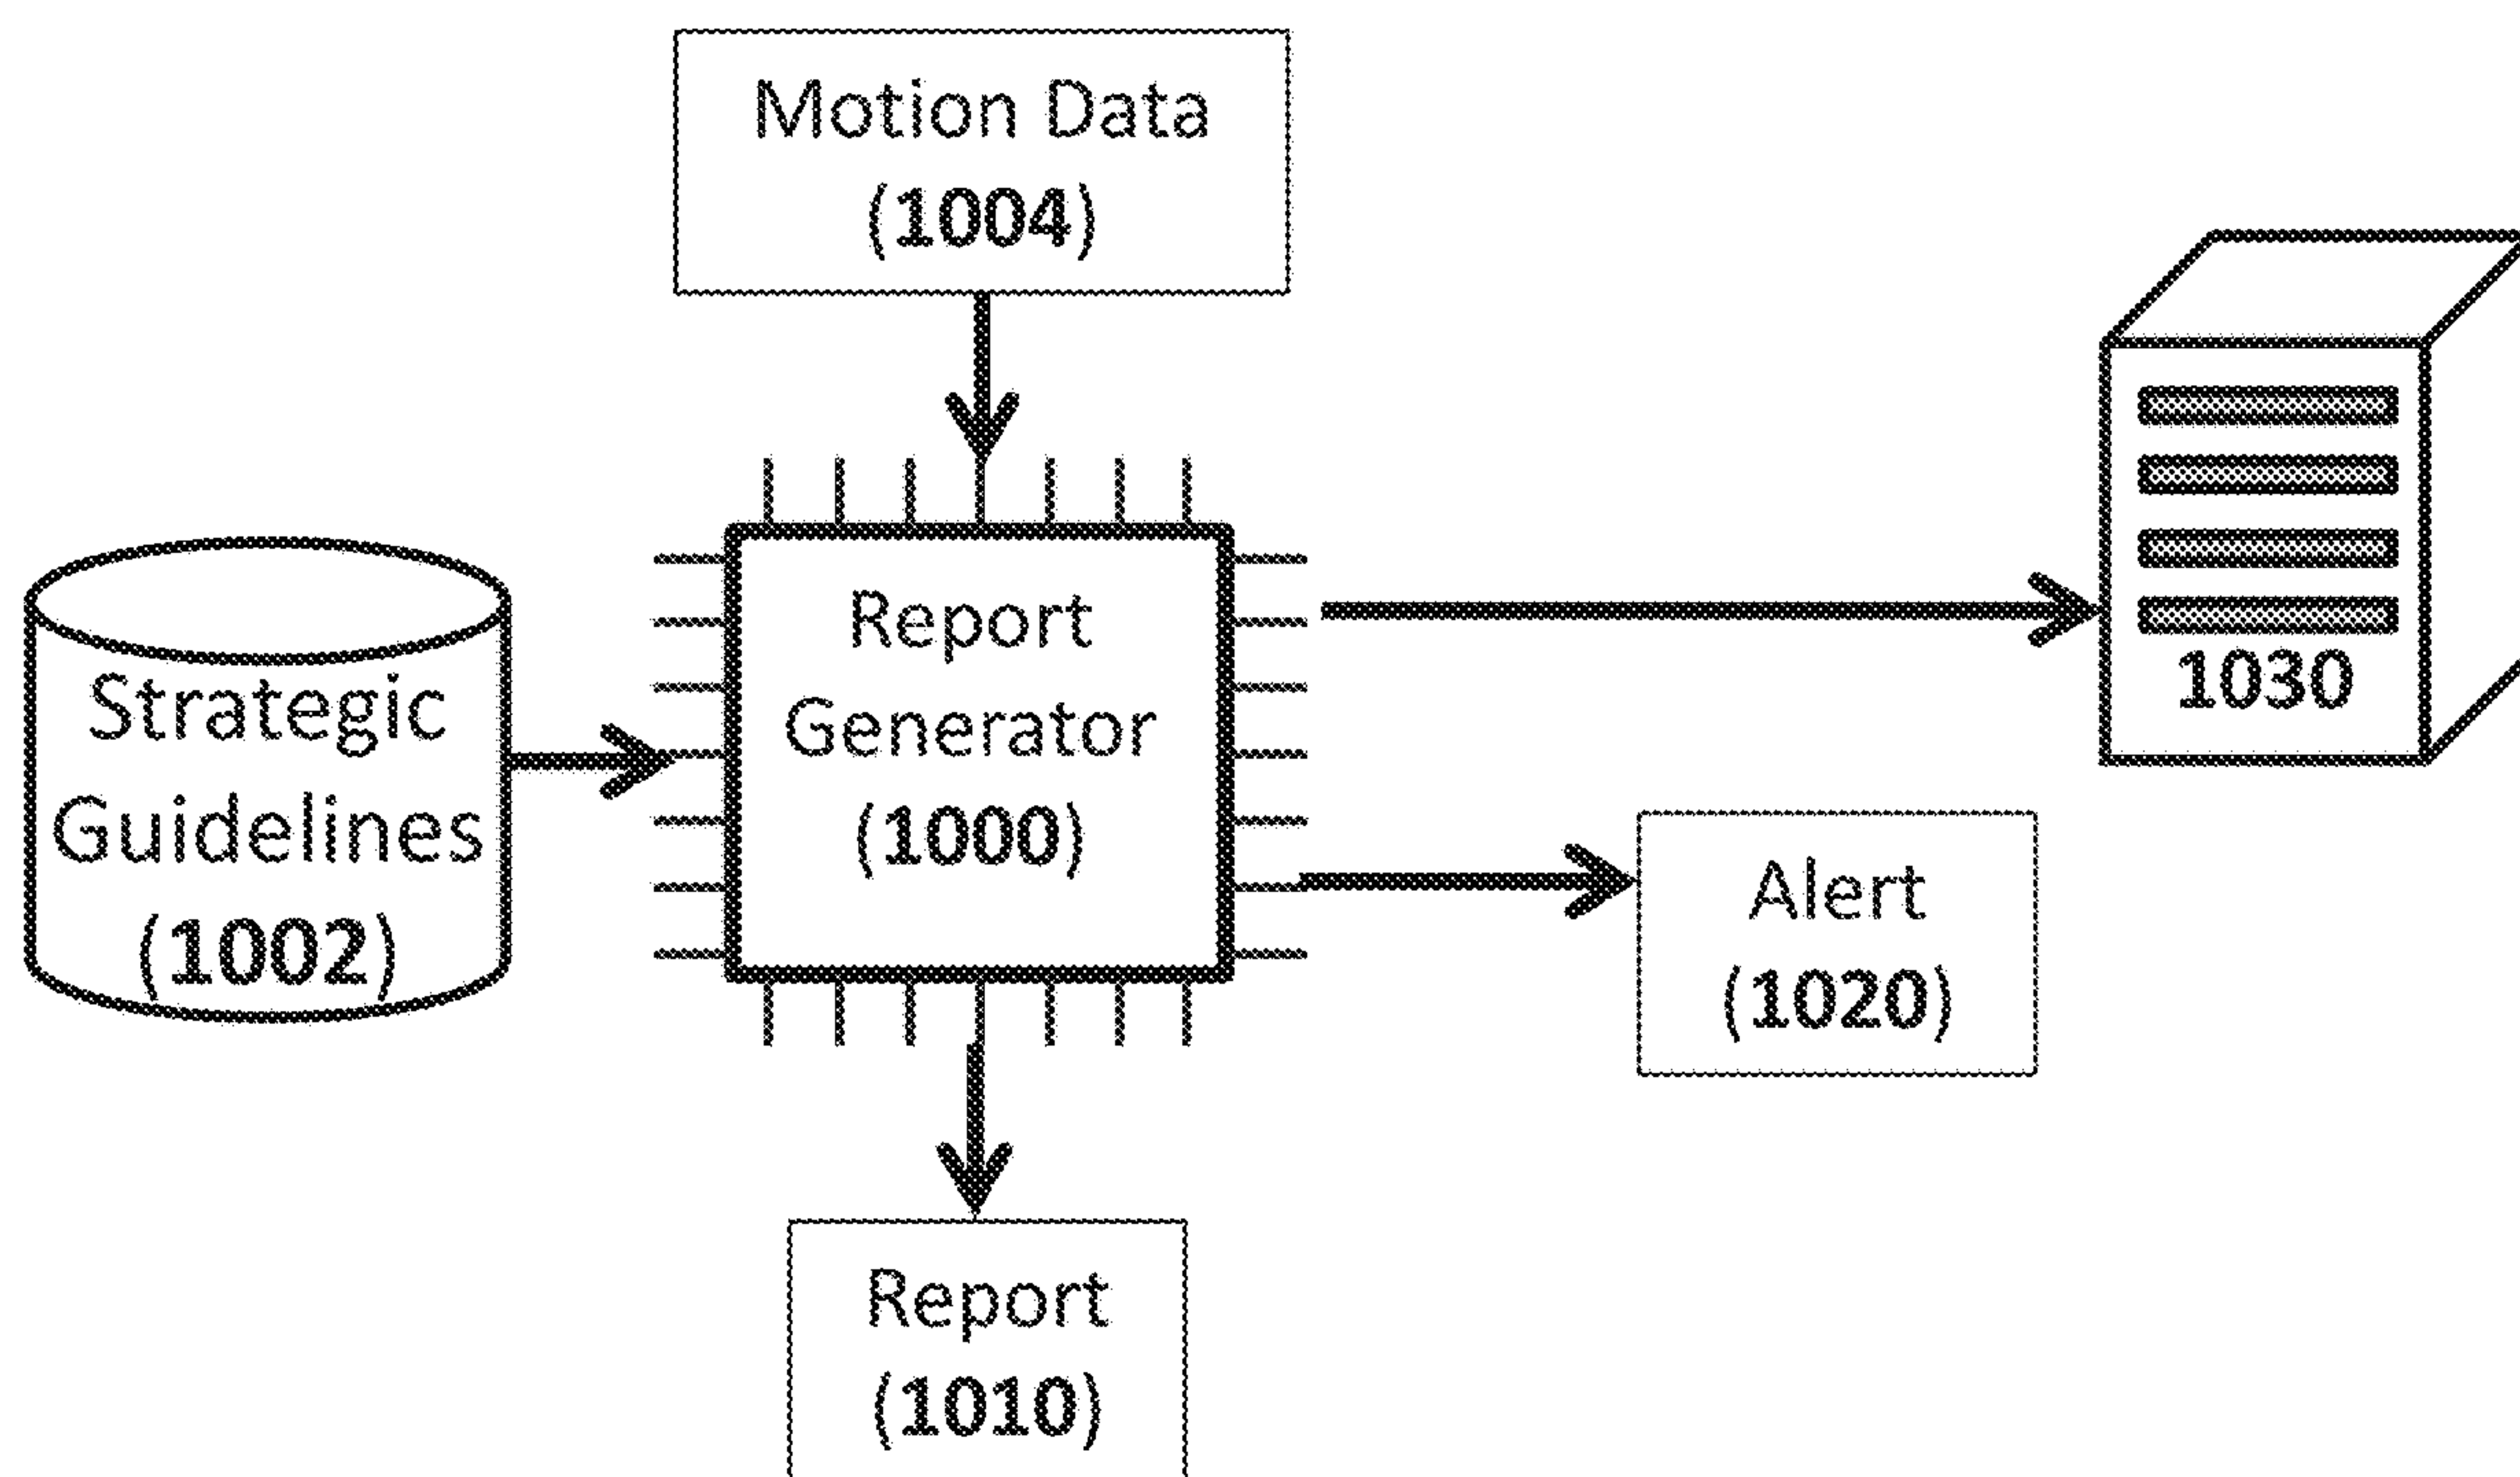 Motion Data
(1004)
Strategic
Guidelines
(1002)
Report
Generator
(1000)
1030
Alert
(1020)
Report
(1010)